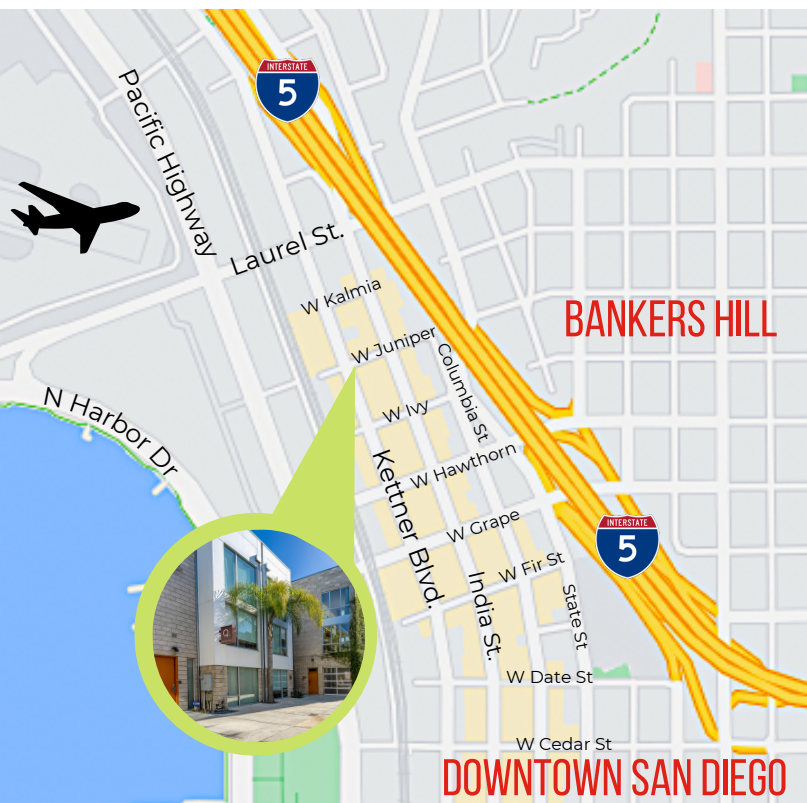 INTERSTATE
5
Pacific Highway
Laurel St.
W Kalmia
BANKERS HILL
W Juniper
Columbia St
N Harbor Dr
W Ivy
W Hawthorn
Kettner Blvd.
W Grape
INTERSTATE
5
W Fir St
India St.
State St
W Date St
W Cedar St
DOWNTOWN SAN DIEGO